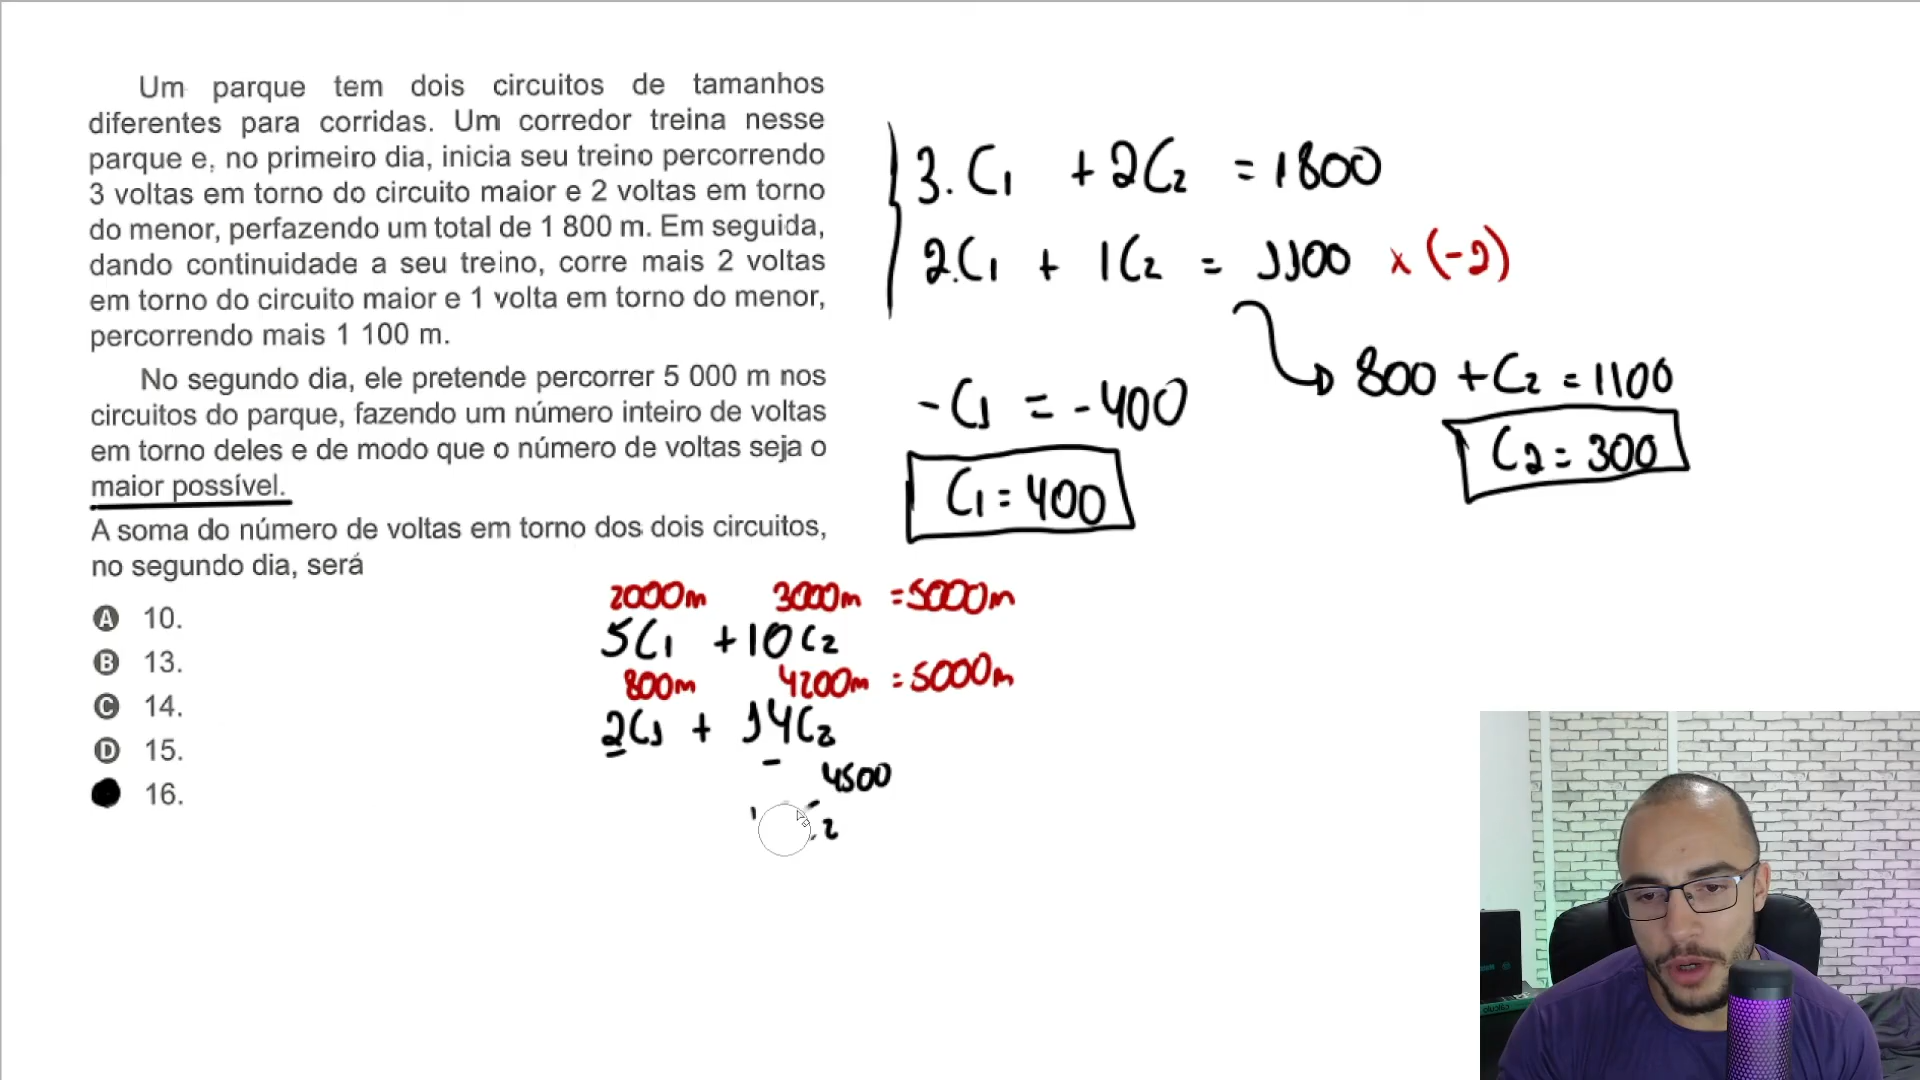 Um parque tem dois circuitos de tamanhos
diferentes para corridas. Um corredor treina nesse
parque e, no primeiro dia, inicia seu treino percorrendo
3 voltas em torno do circuito maior e 2 voltas em torno
do menor, perfazendo um total de 1 800 m. Em seguida,
dando continuidade a seu treino, corre mais 2 voltas
em torno do circuito maior e 1 volta em torno do menor,
percorrendo mais 1 100 m.
No segundo dia, ele pretende percorrer 5 000 m nos
circuitos do parque, fazendo um número inteiro de voltas
em torno deles e de modo que o número de voltas seja o
maior possível.
A soma do número de voltas em torno dos dois circuitos,
no segundo dia, será
A 10.
B 13.
C 14.
D 15.
16.
3.C1 + 2C2 = 1800
2.C1 + 1C2 = 1100 x (-2)
800 + C2 = 1100
C2 = 300
-C1 = -400
C1 = 400
2000m 3000m = 5000m
5C1 + 10C2
800m 4200m = 5000m
2C1 + 14C2
4500
2